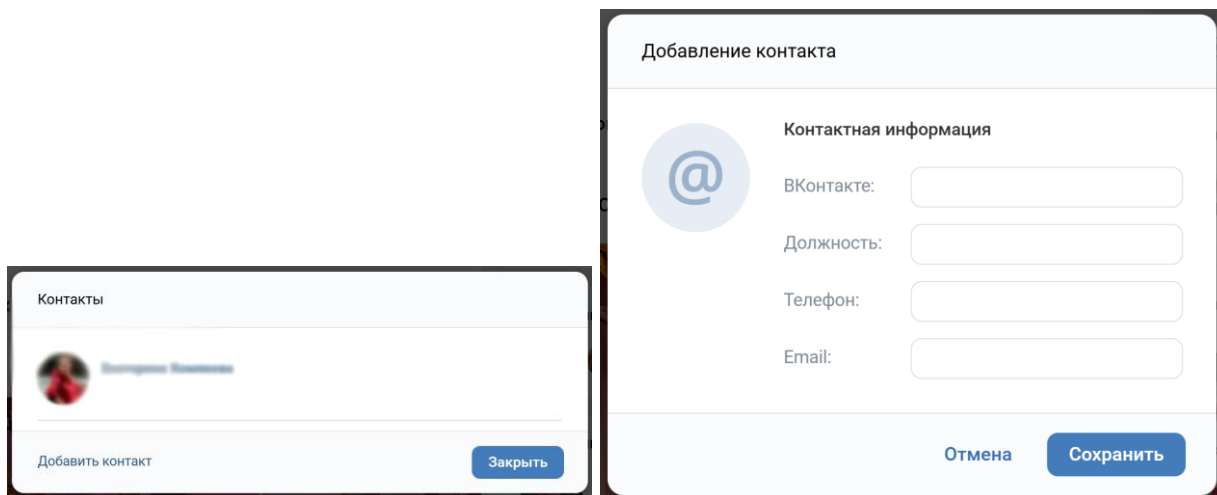 Контакты
Добавить контакт
Закрыть
Добавление контакта
@
Контактная информация
ВКонтакте:
Должность:
Телефон:
Email:
Отмена
Сохранить